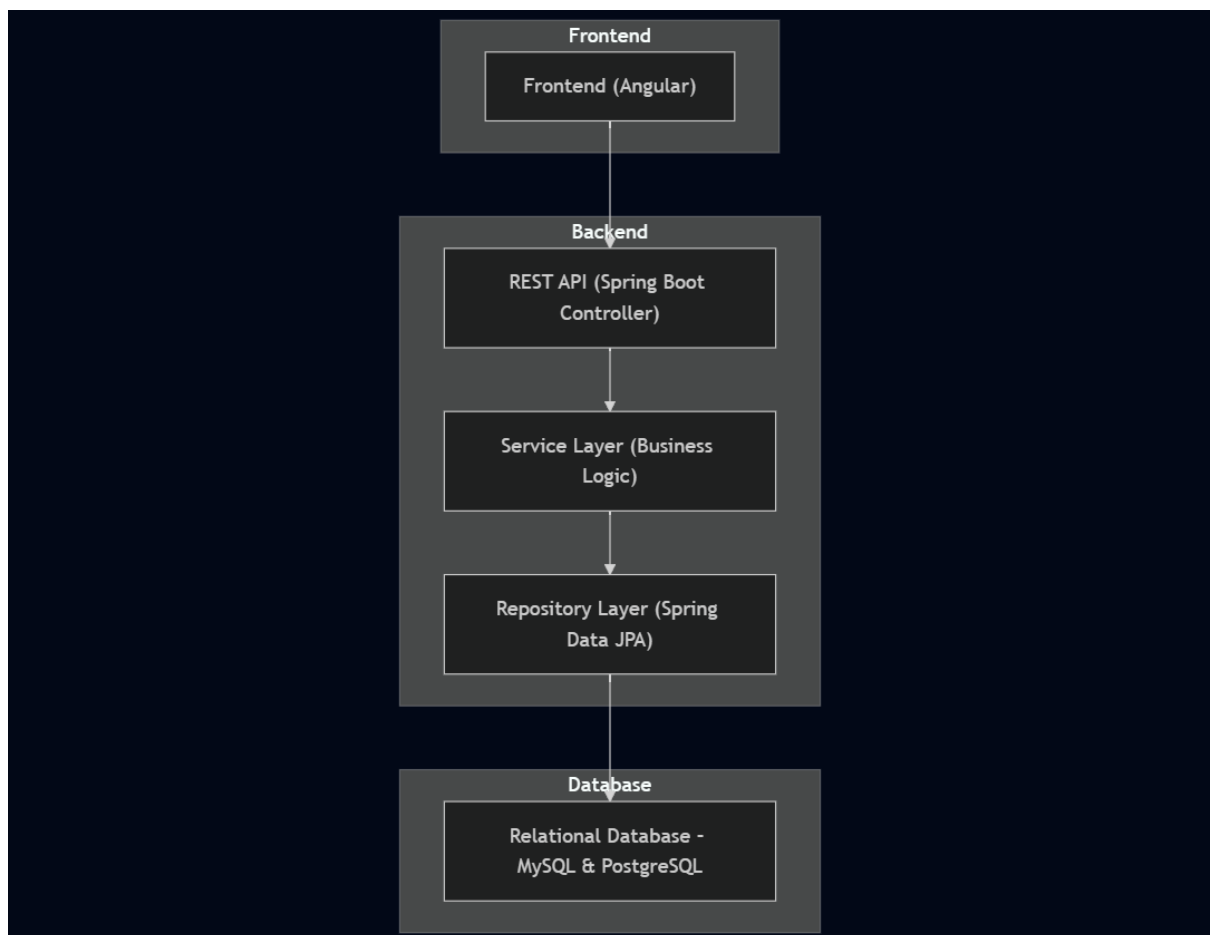 Frontend
Frontend (Angular)
Backend
REST API (Spring Boot
Controller)
Service Layer (Business
Logic)
Repository Layer (Spring
Data JPA)
Database
Relational Database –
MySQL & PostgreSQL